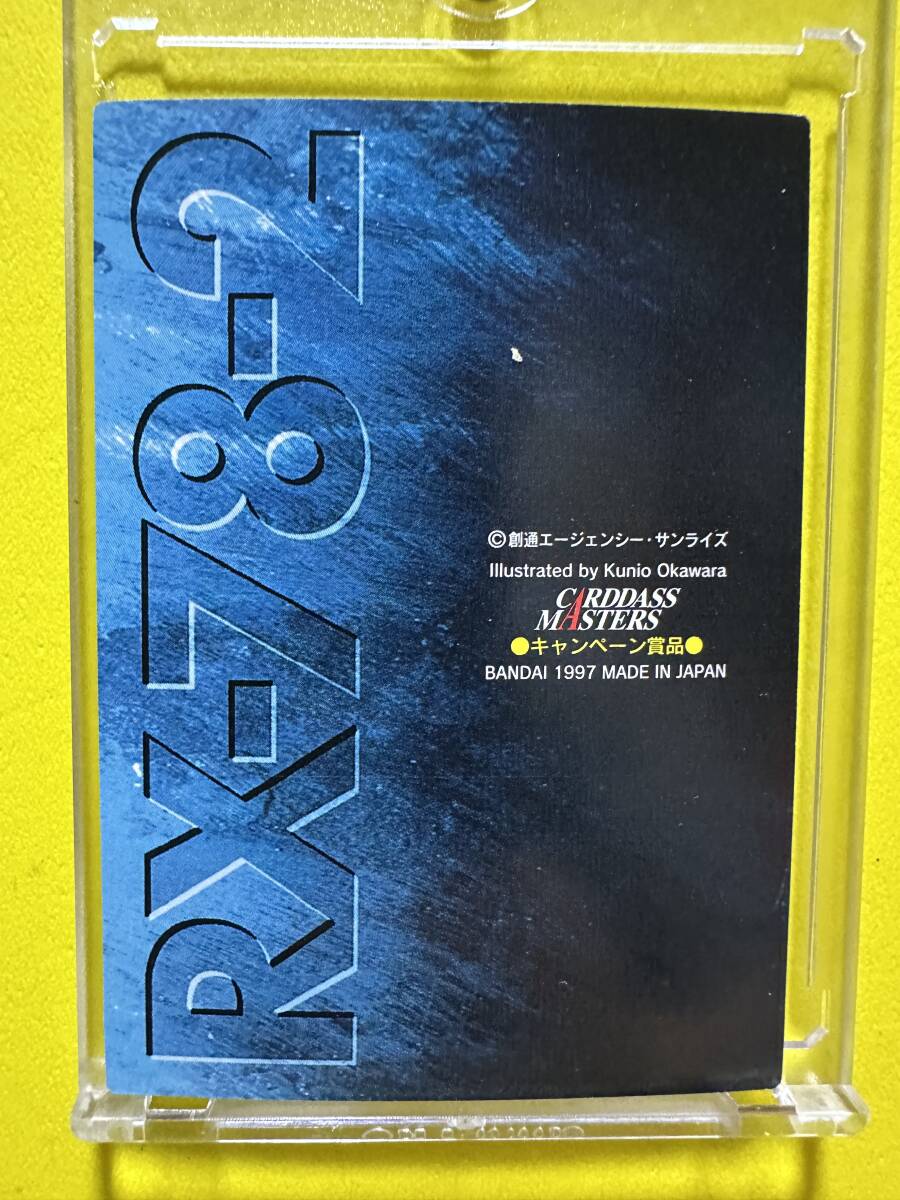 RX-78-2
©創通エージェンシー・サンライズ
Illustrated by Kunio Okawara
CARDDASS
MASTERS
●キャンペーン賞品●
BANDAI 1997 MADE IN JAPAN